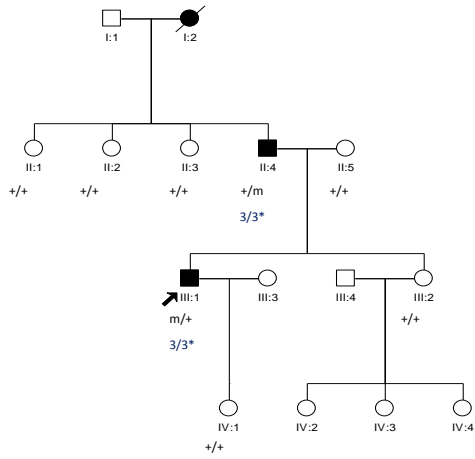 I:1 I:2
II:1 II:2 II:3 II:4 II:5
+/+ +/+ +/+ +/m +/+
3/3*
III:1 III:3 III:4 III:2
m/+ +/+
3/3*
IV:1 IV:2 IV:3 IV:4
+/+